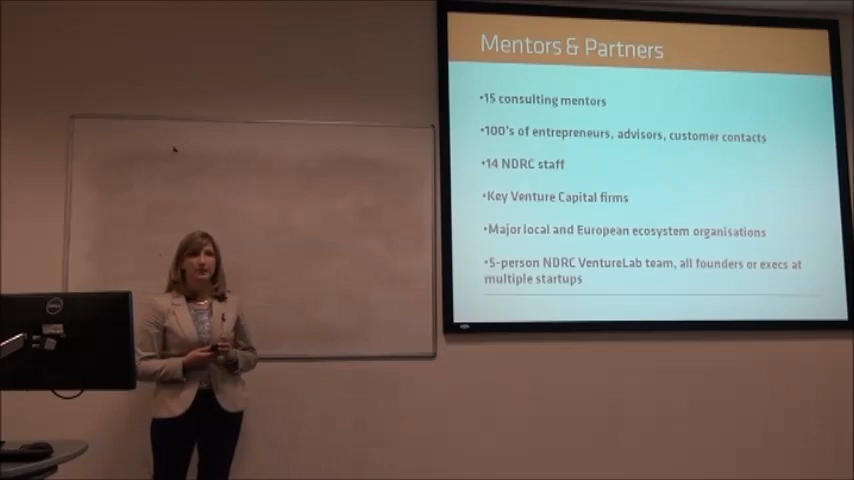 Mentors & Partners
•15 consulting mentors
•100's of entrepreneurs, advisors, customer contacts
•14 NDRC staff
•Key Venture Capital firms
•Major local and European ecosystem organisations
•5-person NDRC VentureLab team, all founders or execs at
multiple startups
DELL